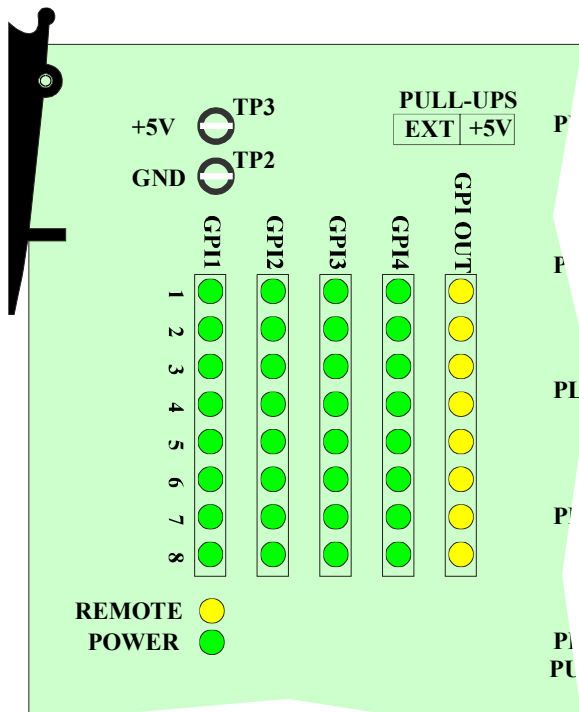 PULL-UPS
EXT +5V
+5V TP3
GND TP2
GPI1 GPI2 GPI3 GPI4 GPI OUT
1
2
3
4
5
6
7
8
REMOTE
POWER